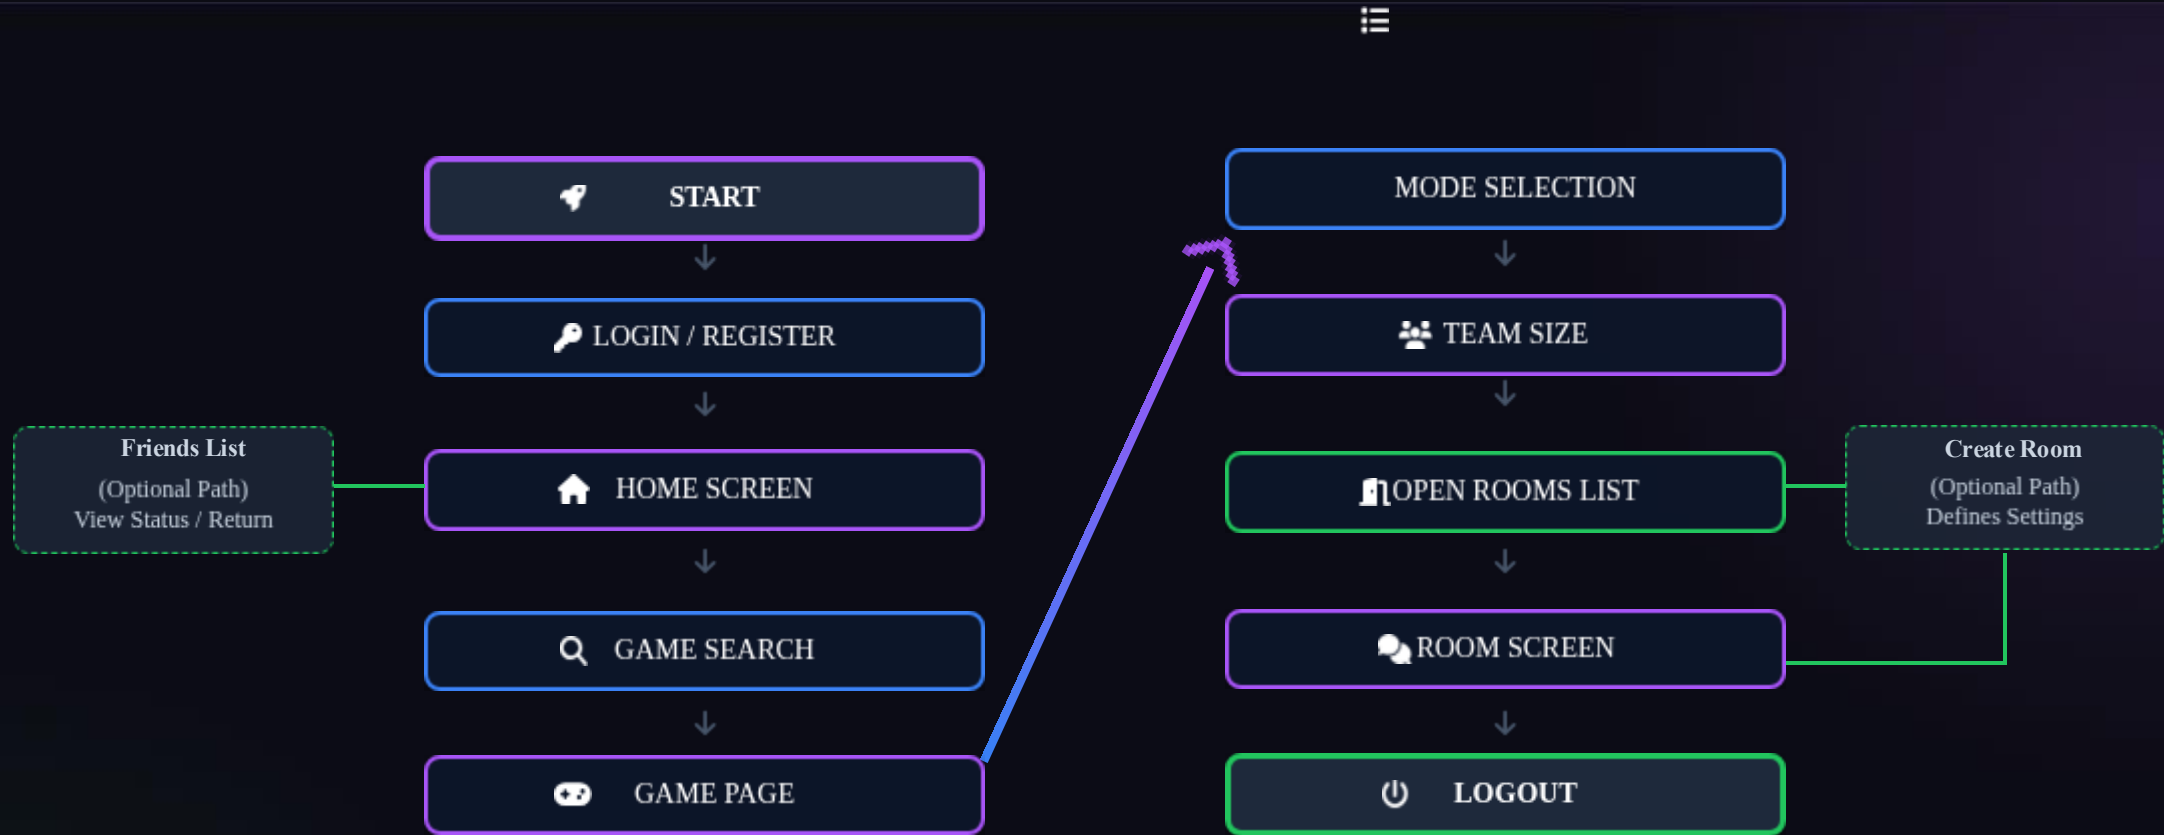 START
LOGIN / REGISTER
HOME SCREEN
Friends List
(Optional Path)
View Status / Return
GAME SEARCH
GAME PAGE
MODE SELECTION
TEAM SIZE
OPEN ROOMS LIST
Create Room
(Optional Path)
Defines Settings
ROOM SCREEN
LOGOUT